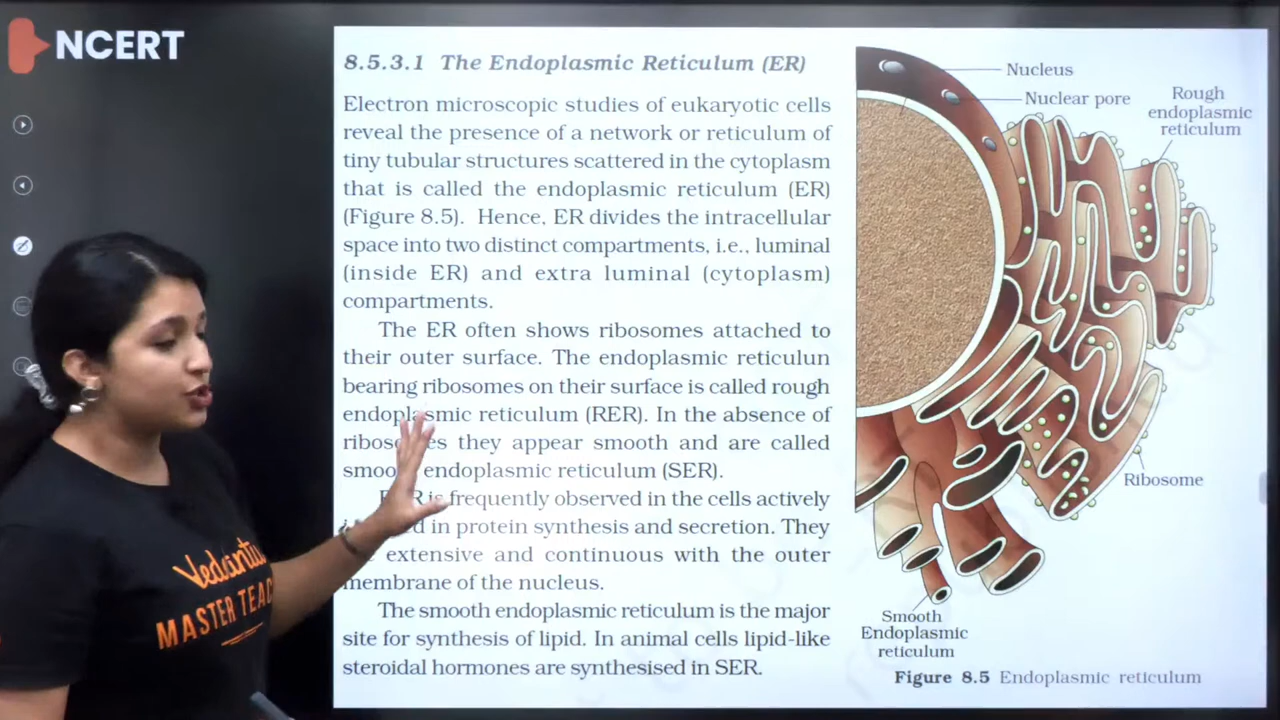 NCERT
8.5.3.1 The Endoplasmic Reticulum (ER)
Electron microscopic studies of eukaryotic cells
reveal the presence of a network or reticulum of
tiny tubular structures scattered in the cytoplasm
that is called the endoplasmic reticulum (ER)
(Figure 8.5). Hence, ER divides the intracellular
space into two distinct compartments, i.e., luminal
(inside ER) and extra luminal (cytoplasm)
compartments.
The ER often shows ribosomes attached to
their outer surface. The endoplasmic reticulun
bearing ribosomes on their surface is called rough
endoplasmic reticulum (RER). In the absence of
they appear smooth and are called
endoplasmic reticulum (SER).
is frequently observed in the cells actively
in protein synthesis and secretion. They
extensive and continuous with the outer
membrane of the nucleus.
The smooth endoplasmic reticulum is the major
site for synthesis of lipid. In animal cells lipid-like
steroidal hormones are synthesised in SER.
Nucleus
Nuclear pore
Rough
endoplasmic
reticulum
Ribosome
Smooth
Endoplasmic
reticulum
Figure 8.5 Endoplasmic reticulum
Vedantu
MASTER